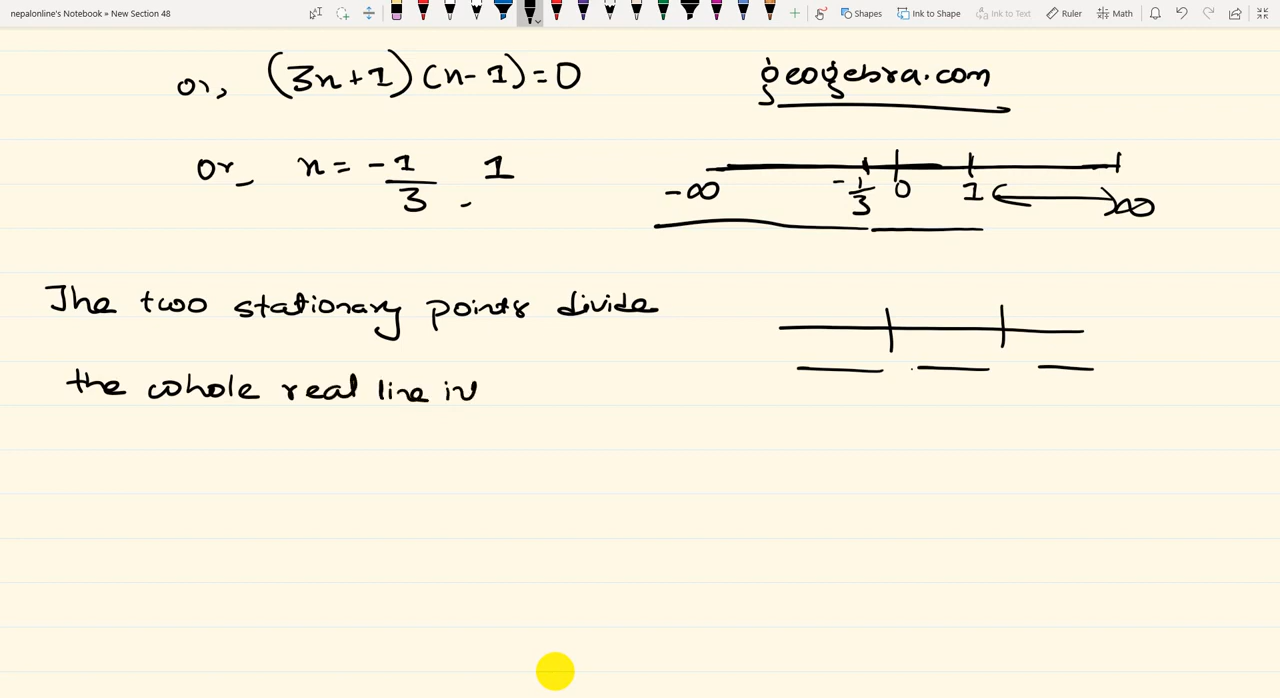 nepalonline's Notebook » New Section 48
Shapes Ink to Shape Ink to Text Ruler Math
or, (3x+1)(x-1)=0
geogebra.com
or, x = -1/3, 1
-∞ -1/3 0 1 ∞
The two stationary points divide
the whole real line in